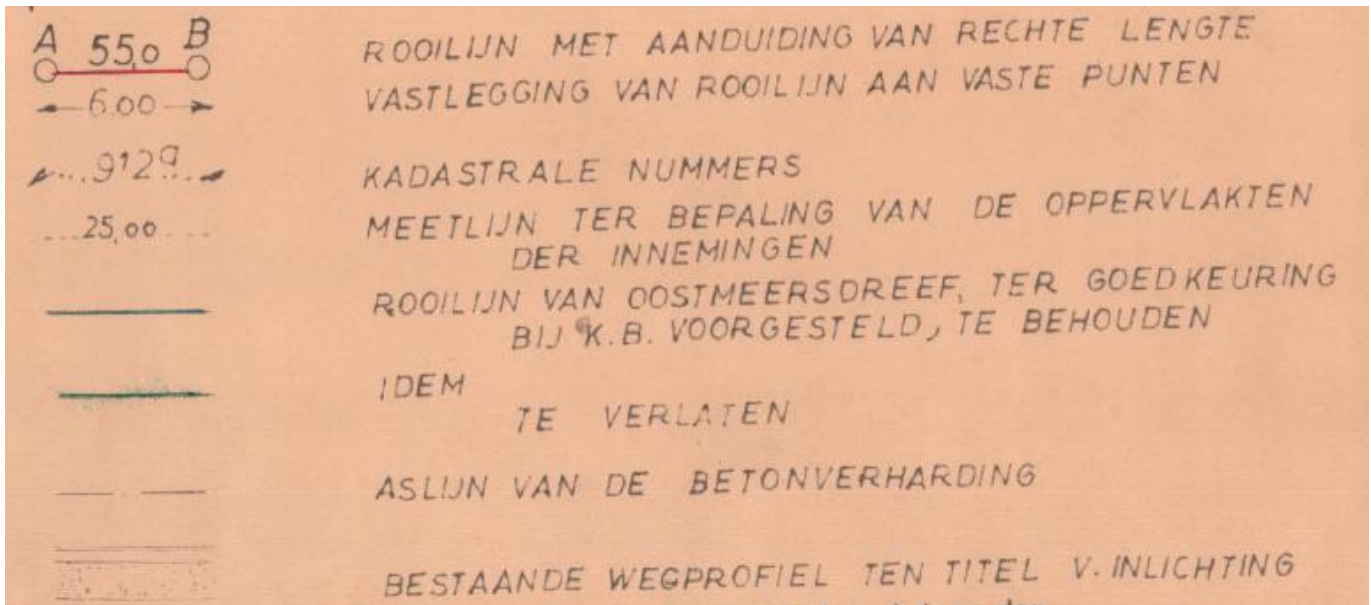 A 55,0 B ROOILIJN MET AANDUIDING VAN RECHTE LENGTE
6.00 VASTLEGGING VAN ROOILIJN AAN VASTE PUNTEN
912a KADASTRALE NUMMERS
25,00 MEETLIJN TER BEPALING VAN DE OPPERVLAKTEN
DER INNEMINGEN
ROOILIJN VAN OOSTMEERSDREEF, TER GOEDKEURING
BIJ K.B. VOORGESTELD, TE BEHOUDEN
IDEM
TE VERLATEN
ASLIJN VAN DE BETONVERHARDING
BESTAANDE WEGPROFIEL TEN TITEL V. INLICHTING